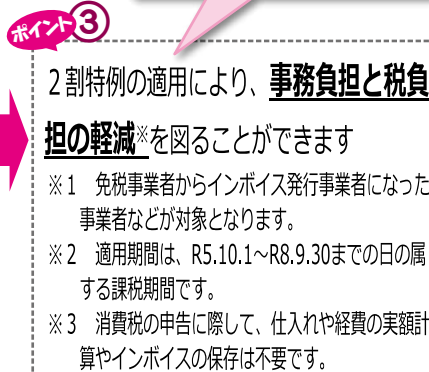 ポイント③
2割特例の適用により、事務負担と税負
担の軽減※を図ることができます
※1 免税事業者からインボイス発行事業者になった
事業者などが対象となります。
※2 適用期間は、R5.10.1~R8.9.30までの日の属
する課税期間です。
※3 消費税の申告に際して、仕入れや経費の実額計
算やインボイスの保存は不要です。